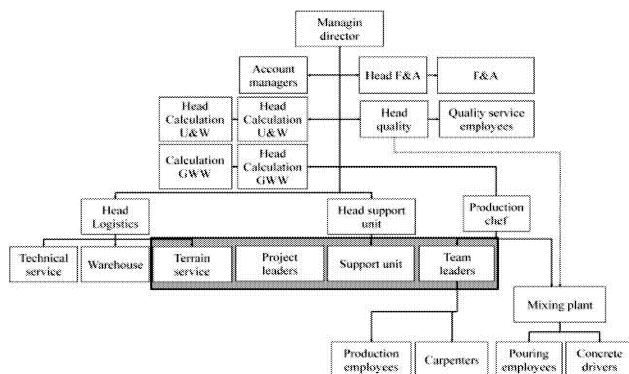 Managin
director
Account
managers
Head F&A
F&A
Head
Calculation
U&W
Head
Calculation
U&W
Head
quality
Quality service
employees
Calculation
GWW
Head
Calculation
GWW
Head
Logistics
Head support
unit
Production
chef
Technical
service
Warehouse
Terrain
service
Project
leaders
Support unit
Team
leaders
Mixing plant
Production
employees
Carpenters
Pouring
employees
Concrete
drivers